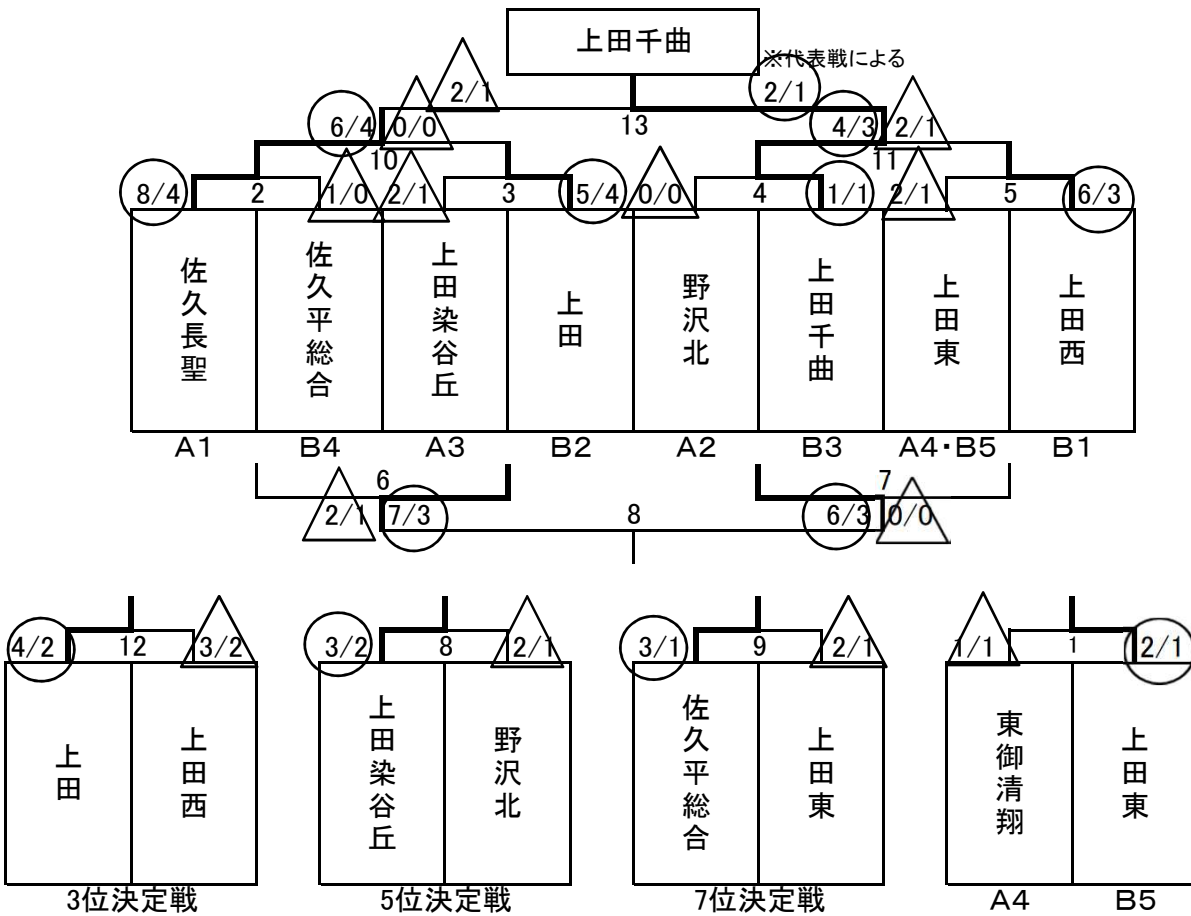 上田千曲
※代表戦による
2/1
2/1
13
6/4
0/0
4/3
2/1
10
11
8/4
2
1/0
2/1
3
5/4
0/0
4
1/1
2/1
5
6/3
佐久長聖
佐久平総合
上田染谷丘
上田
野沢北
上田千曲
上田東
上田西
A1
B4
A3
B2
A2
B3
A4・B5
B1
6
7
2/1
7/3
8
6/3
0/0
4/2
12
3/2
3/2
8
2/1
3/1
9
2/1
1/1
1
2/1
上田
上田西
上田染谷丘
野沢北
佐久平総合
上田東
東御清翔
上田東
3位決定戦
5位決定戦
7位決定戦
A4
B5